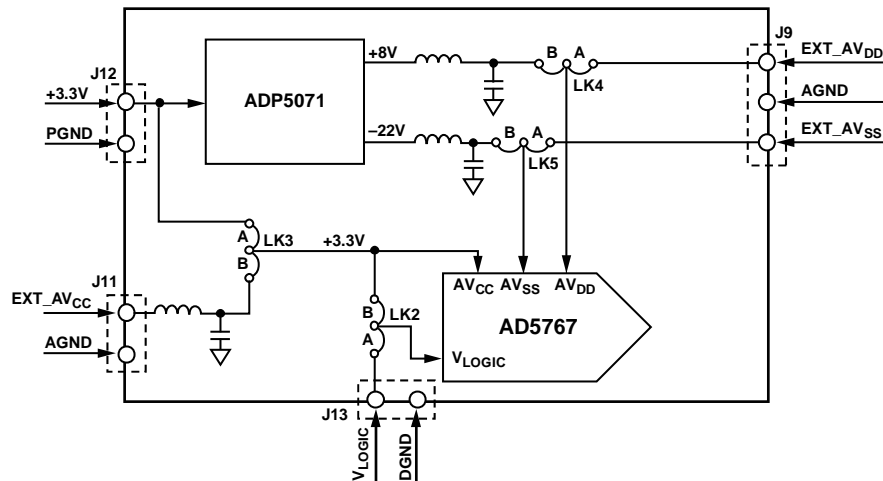 J9
+8V
B A
EXT_AVDD
J12
LK4
+3.3V
ADP5071
AGND
PGND
–22V
B A
EXT_AVSS
LK5
A
LK3
+3.3V
B
J11
AVCC AVSS AVDD
EXT_AVCC
B
LK2
AD5767
A
AGND
VLOGIC
J13
VLOGIC
DGND